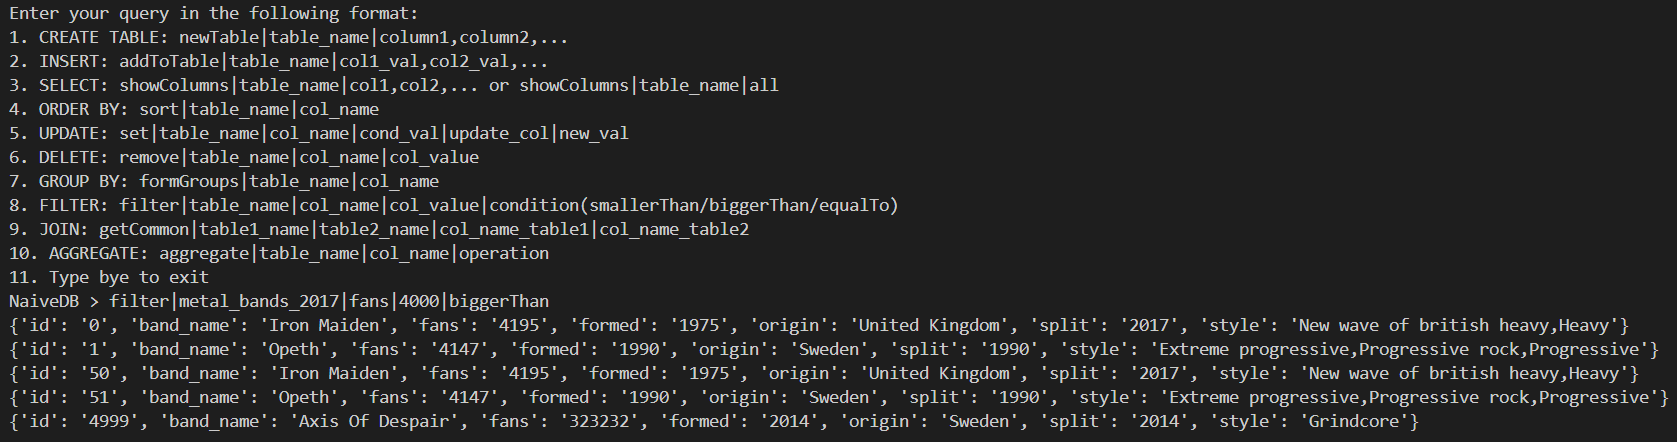 Enter your query in the following format:
1. CREATE TABLE: newTable|table_name|column1,column2,...
2. INSERT: addToTable|table_name|col1_val,col2_val,...
3. SELECT: showColumns|table_name|col1,col2,... or showColumns|table_name|all
4. ORDER BY: sort|table_name|col_name
5. UPDATE: set|table_name|col_name|cond_val|update_col|new_val
6. DELETE: remove|table_name|col_name|col_value
7. GROUP BY: formGroups|table_name|col_name
8. FILTER: filter|table_name|col_name|col_value|condition(smallerThan/biggerThan/equalTo)
9. JOIN: getCommon|table1_name|table2_name|col_name_table1|col_name_table2
10. AGGREGATE: aggregate|table_name|col_name|operation
11. Type bye to exit
NaiveDB > filter|metal_bands_2017|fans|4000|biggerThan
{'id': '0', 'band_name': 'Iron Maiden', 'fans': '4195', 'formed': '1975', 'origin': 'United Kingdom', 'split': '2017', 'style': 'New wave of british heavy,Heavy'}
{'id': '1', 'band_name': 'Opeth', 'fans': '4147', 'formed': '1990', 'origin': 'Sweden', 'split': '1990', 'style': 'Extreme progressive,Progressive rock,Progressive'}
{'id': '50', 'band_name': 'Iron Maiden', 'fans': '4195', 'formed': '1975', 'origin': 'United Kingdom', 'split': '2017', 'style': 'New wave of british heavy,Heavy'}
{'id': '51', 'band_name': 'Opeth', 'fans': '4147', 'formed': '1990', 'origin': 'Sweden', 'split': '1990', 'style': 'Extreme progressive,Progressive rock,Progressive'}
{'id': '4999', 'band_name': 'Axis Of Despair', 'fans': '323232', 'formed': '2014', 'origin': 'Sweden', 'split': '2014', 'style': 'Grindcore'}